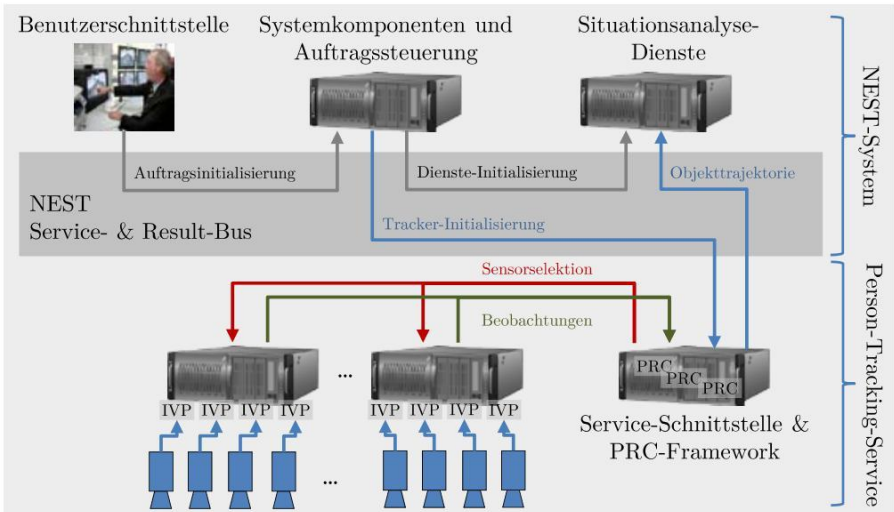 Benutzerschnittstelle
Systemkomponenten und
Auftragssteuerung
Situationsanalyse-
Dienste
NEST-System
Auftragsinitialisierung
Dienste-Initialisierung
Objekttrajektorie
NEST
Service- & Result-Bus
Tracker-Initialisierung
Person-Tracking-Service
Sensorselektion
Beobachtungen
...
PRC
PRC
PRC
IVP IVP IVP IVP
IVP IVP IVP IVP
Service-Schnittstelle &
PRC-Framework
...